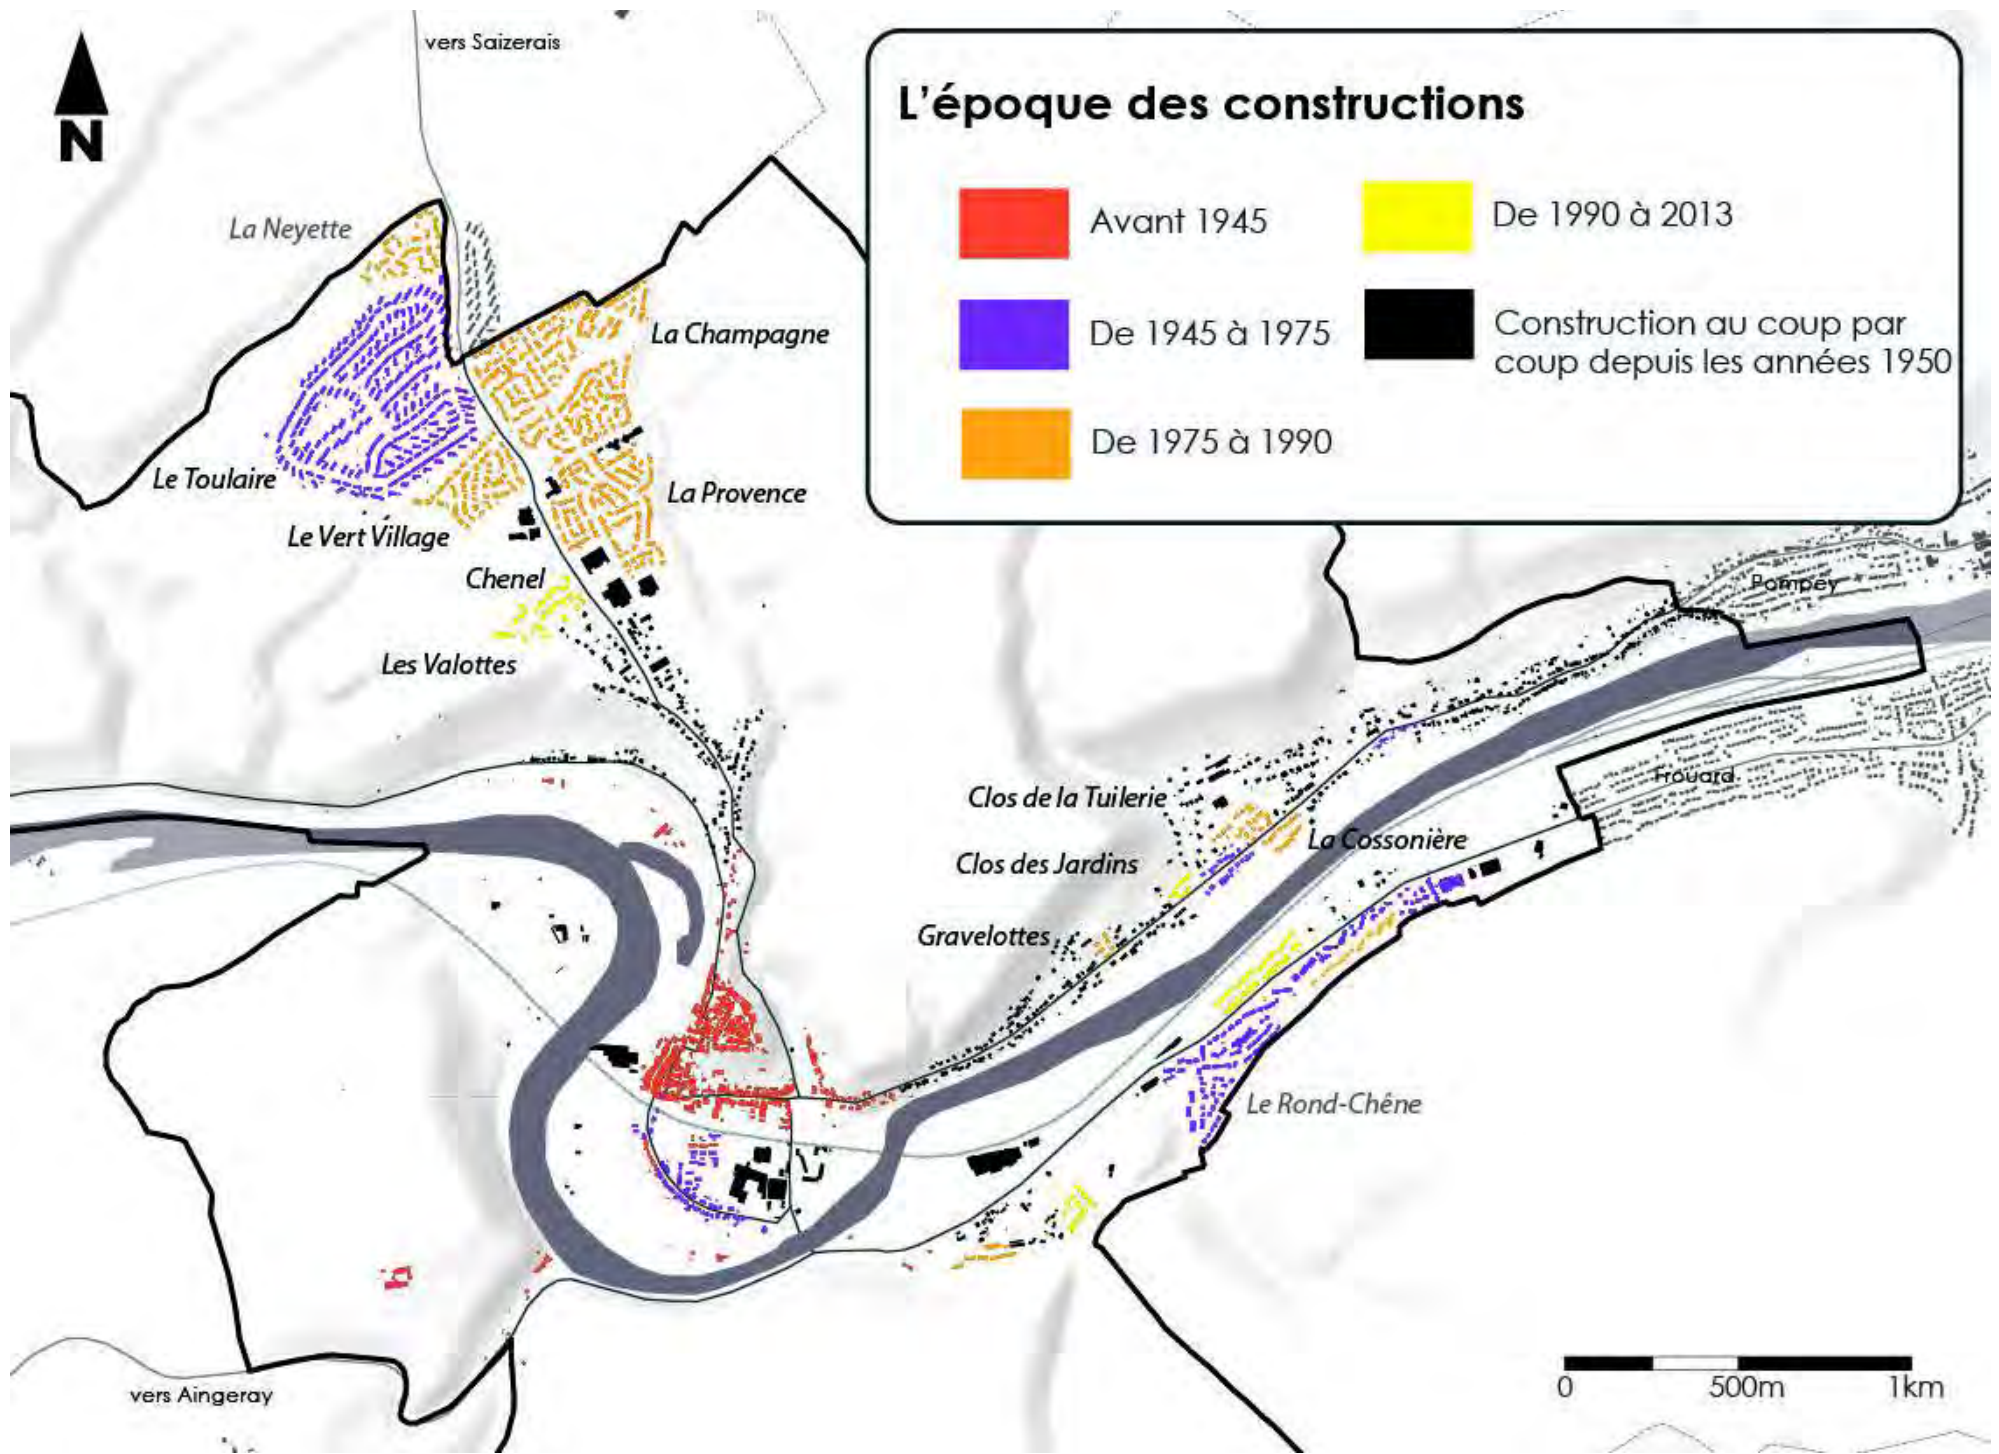 vers Saizerais
N
L'époque des constructions
Avant 1945
De 1990 à 2013
De 1945 à 1975
Construction au coup par
coup depuis les années 1950
De 1975 à 1990
La Neyette
La Champagne
Le Toulaire
La Provence
Le Vert Village
Chenel
Les Valottes
Pompey
Frouard
Clos de la Tuilerie
La Cossonière
Clos des Jardins
Gravelottes
Le Rond-Chêne
vers Aingeray
0 500m 1km